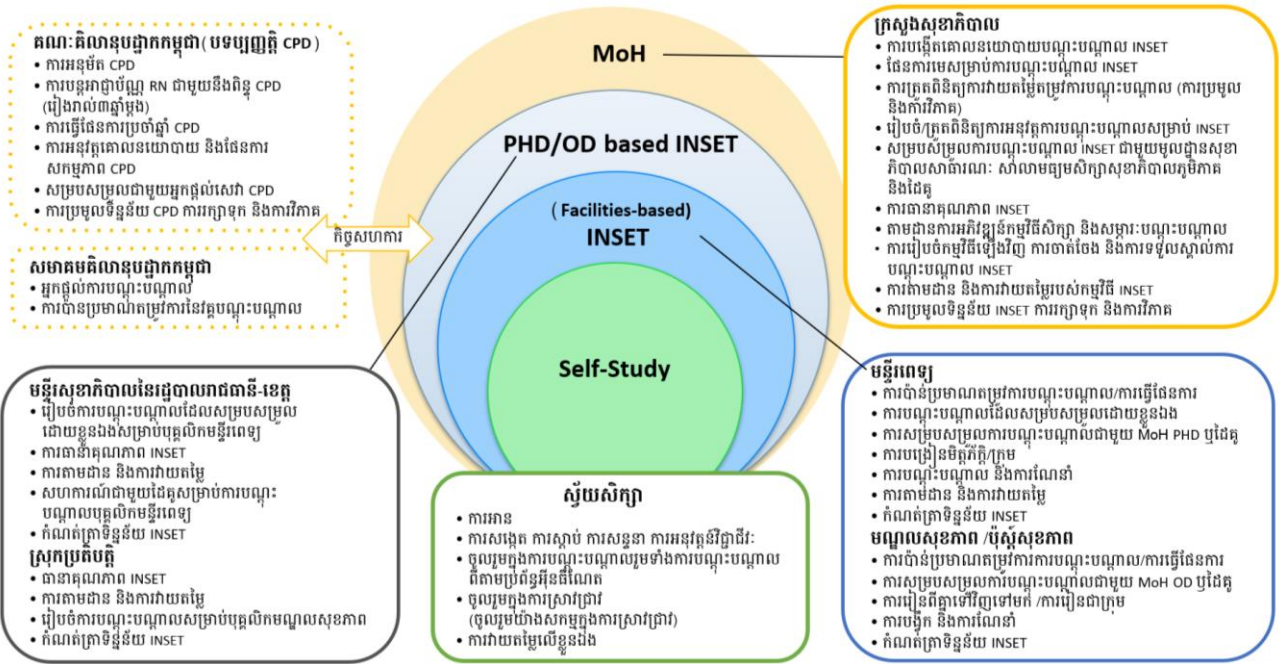 គណៈគិលានុបដ្ឋាកកម្ពុជា (បទប្បញ្ញត្តិ CPD)
• ការអនុម័ត CPD
• ការបន្តអាជ្ញាប័ណ្ណ RN ជាមួយនឹងពិន្ទុ CPD
(រៀងរាល់៣ឆ្នាំម្តង)
• ការធ្វើផែនការប្រចាំឆ្នាំ CPD
• ការអនុវត្តគោលនយោបាយ និងផែនការ
សកម្មភាព CPD
• សម្របសម្រួលជាមួយអ្នកផ្តល់សេវា CPD
• ការប្រមូលទិន្នន័យ CPD ការរក្សាទុក និងការវិភាគ
កិច្ចសហការ
សមាគមគិលានុបដ្ឋាកកម្ពុជា
• អ្នកផ្តល់ការបណ្តុះបណ្តាល
• ការបានប្រមាណតម្រូវការនៃវគ្គបណ្តុះបណ្តាល
មន្ទីរសុខាភិបាលនៃរដ្ឋបាលរាជធានី-ខេត្ត
• រៀបចំការបណ្តុះបណ្តាលដែលសម្របសម្រួល
ដោយខ្លួនឯងសម្រាប់បុគ្គលិកមន្ទីរពេទ្យ
• ការធានាគុណភាព INSET
• ការតាមដាន និងការវាយតម្លៃ
• សហការណ៍ជាមួយដៃគូសម្រាប់ការបណ្តុះ
បណ្តាលបុគ្គលិកមន្ទីរពេទ្យ
• កំណត់ត្រាទិន្នន័យ INSET
ស្រុកប្រតិបត្តិ
• ធានាគុណភាព INSET
• ការតាមដាន និងការវាយតម្លៃ
• រៀបចំការបណ្តុះបណ្តាលសម្រាប់បុគ្គលិកមណ្ឌលសុខភាព
• កំណត់ត្រាទិន្នន័យ INSET
MoH
PHD/OD based INSET
(Facilities-based)
INSET
Self-Study
ស្វ័យសិក្សា
• ការអាន
• ការសង្កេត ការស្តាប់ ការសន្ទនា ការអនុវត្តន៍វិជ្ជាជីវៈ
• ចូលរួមក្នុងការបណ្តុះបណ្តាលរួមទាំងការបណ្តុះបណ្តាល
ពីតាមប្រព័ន្ធអ៊ីនធឺណែត
• ចូលរួមក្នុងការស្រាវជ្រាវ
(ចូលរួមយ៉ាងសកម្មក្នុងការស្រាវជ្រាវ)
• ការវាយតម្លៃលើខ្លួនឯង
ក្រសួងសុខាភិបាល
• ការបង្កើតគោលនយោបាយបណ្តុះបណ្តាល INSET
• ផែនការមេសម្រាប់ការបណ្តុះបណ្តាល INSET
• ការត្រួតពិនិត្យការវាយតម្លៃតម្រូវការបណ្តុះបណ្តាល (ការប្រមូល
និងការវិភាគ)
• រៀបចំ/ត្រួតពិនិត្យការអនុវត្តការបណ្តុះបណ្តាលសម្រាប់ INSET
• សម្របសម្រួលការបណ្តុះបណ្តាល INSET ជាមួយមូលដ្ឋានសុខា
ភិបាលសាធារណៈ សាលាមធ្យមសិក្សាសុខាភិបាលភូមិភាគ
និងដៃគូ
• ការធានាគុណភាព INSET
• តាមដានការអភិវឌ្ឍន៍កម្មវិធីសិក្សា និងសម្ភារៈបណ្តុះបណ្តាល
ការរៀបចំកម្មវិធីឡើងវិញ ការចាត់ចែង និងការទទួលស្គាល់ការ
បណ្តុះបណ្តាល INSET
• ការតាមដាន និងការវាយតម្លៃរបស់កម្មវិធី INSET
• ការប្រមូលទិន្នន័យ INSET ការរក្សាទុក និងការវិភាគ
មន្ទីរពេទ្យ
• ការប៉ាន់ប្រមាណតម្រូវការបណ្តុះបណ្តាល/ការធ្វើផែនការ
• ការបណ្តុះបណ្តាលដែលសម្របសម្រួលដោយខ្លួនឯង
• ការសម្របសម្រួលការបណ្តុះបណ្តាលជាមួយ MoH PHD ឬដៃគូ
• ការបង្រៀនមិត្តភ័ក្តិ/ក្រុម
• ការបណ្តុះបណ្តាល និងការណែនាំ
• ការតាមដាន និងការវាយតម្លៃ
• កំណត់ត្រាទិន្នន័យ INSET
មណ្ឌលសុខភាព /ប៉ុស្តិ៍សុខភាព
• ការប៉ាន់ប្រមាណតម្រូវការការបណ្តុះបណ្តាល/ការធ្វើផែនការ
• ការសម្របសម្រួលការបណ្តុះបណ្តាលជាមួយ MoH OD ឬដៃគូ
• ការរៀនពីគ្នាទៅវិញទៅមក /ការរៀនជាក្រុម
• ការបង្វឹក និងការណែនាំ
• កំណត់ត្រាទិន្នន័យ INSET